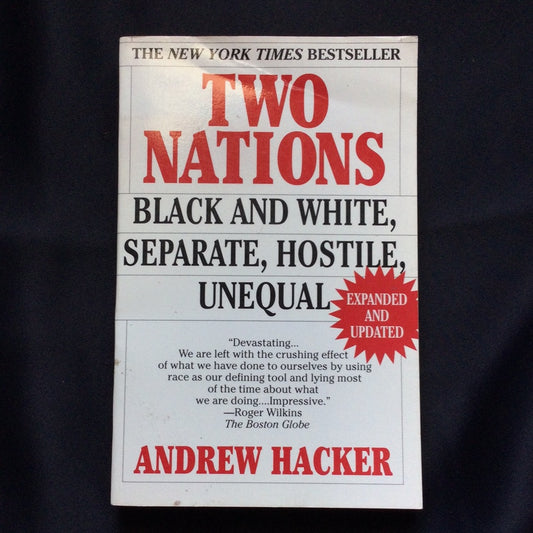 THE NEW YORK TIMES BESTSELLER
TWO
NATIONS
BLACK AND WHITE,
SEPARATE, HOSTILE,
UNEQUAL
EXPANDED
AND
UPDATED
“Devastating...
We are left with the crushing effect
of what we have done to ourselves by using
race as our defining tool and lying most
of the time about what
we are doing....Impressive.”
—Roger Wilkins
The Boston Globe
ANDREW HACKER